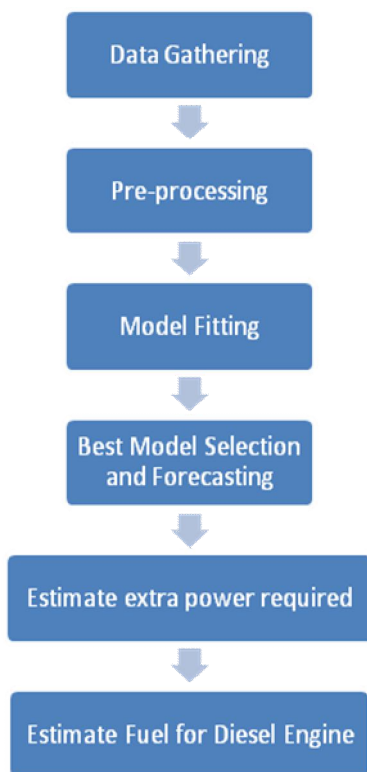 Data Gathering
Pre-processing
Model Fitting
Best Model Selection
and Forecasting
Estimate extra power required
Estimate Fuel for Diesel Engine